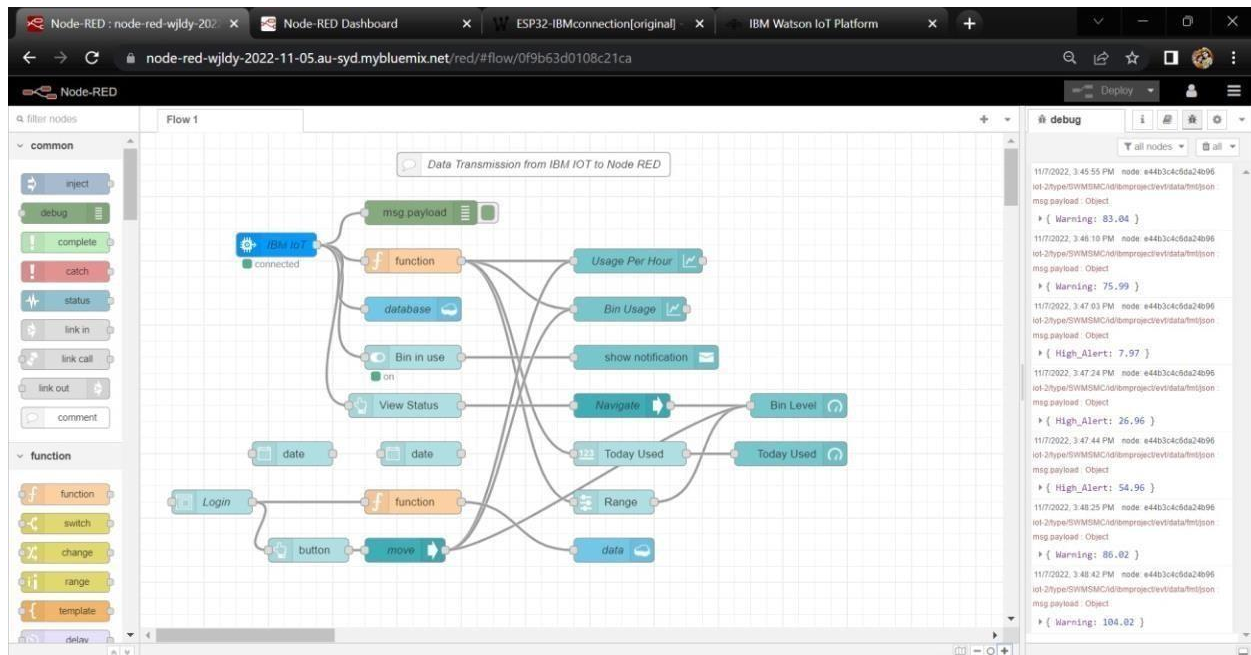 Node-RED : node-red-wjldy-202
Node-RED Dashboard
ESP32-IBMconnection[original] -
IBM Watson IoT Platform
node-red-wjldy-2022-11-05.au-syd.mybluemix.net/red/#flow/0f9b63d0108c21ca
Node-RED
Deploy
filter nodes
common
inject
debug
complete
catch
status
link in
link call
link out
comment
function
function
switch
change
range
template
delay
Flow 1
Data Transmission from IBM IOT to Node RED
msg.payload
IBM IoT
connected
function
Usage Per Hour
database
Bin Usage
Bin in use
on
show notification
View Status
Navigate
Bin Level
date
date
Today Used
Today Used
Login
function
Range
button
move
data
debug
all nodes
all
11/7/2022, 3:45:55 PM node: e44b3c4c6da24b96
iot-2/type/SWMSMC/id/ibmproject/evt/data/fmt/json :
msg.payload : Object
{ Warning: 83.04 }
11/7/2022, 3:46:10 PM node: e44b3c4c6da24b96
iot-2/type/SWMSMC/id/ibmproject/evt/data/fmt/json :
msg.payload : Object
{ Warning: 75.99 }
11/7/2022, 3:47:03 PM node: e44b3c4c6da24b96
iot-2/type/SWMSMC/id/ibmproject/evt/data/fmt/json :
msg.payload : Object
{ High_Alert: 7.97 }
11/7/2022, 3:47:24 PM node: e44b3c4c6da24b96
iot-2/type/SWMSMC/id/ibmproject/evt/data/fmt/json :
msg.payload : Object
{ High_Alert: 26.96 }
11/7/2022, 3:47:44 PM node: e44b3c4c6da24b96
iot-2/type/SWMSMC/id/ibmproject/evt/data/fmt/json :
msg.payload : Object
{ High_Alert: 54.96 }
11/7/2022, 3:48:25 PM node: e44b3c4c6da24b96
iot-2/type/SWMSMC/id/ibmproject/evt/data/fmt/json :
msg.payload : Object
{ Warning: 86.02 }
11/7/2022, 3:48:42 PM node: e44b3c4c6da24b96
iot-2/type/SWMSMC/id/ibmproject/evt/data/fmt/json :
msg.payload : Object
{ Warning: 104.02 }